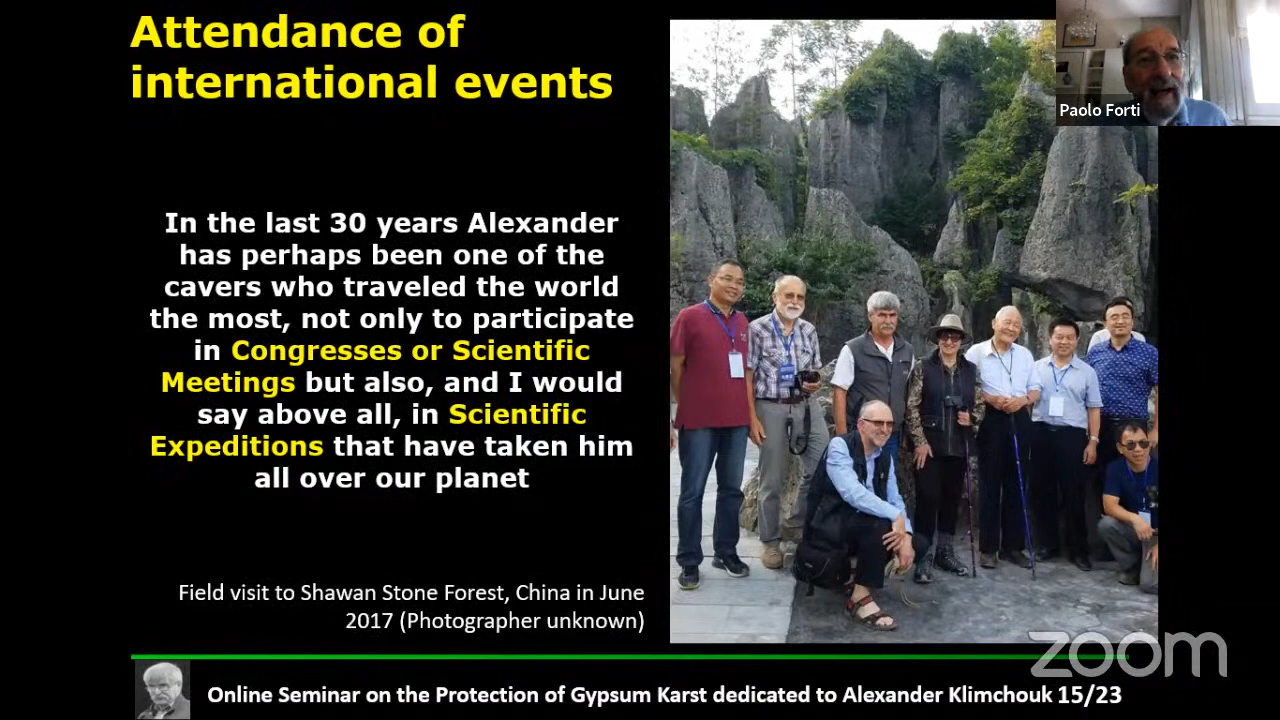 Attendance of
international events
Paolo Forti
In the last 30 years Alexander
has perhaps been one of the
cavers who traveled the world
the most, not only to participate
in Congresses or Scientific
Meetings but also, and I would
say above all, in Scientific
Expeditions that have taken him
all over our planet
Field visit to Shawan Stone Forest, China in June
2017 (Photographer unknown)
zoom
Online Seminar on the Protection of Gypsum Karst dedicated to Alexander Klimchouk 15/23